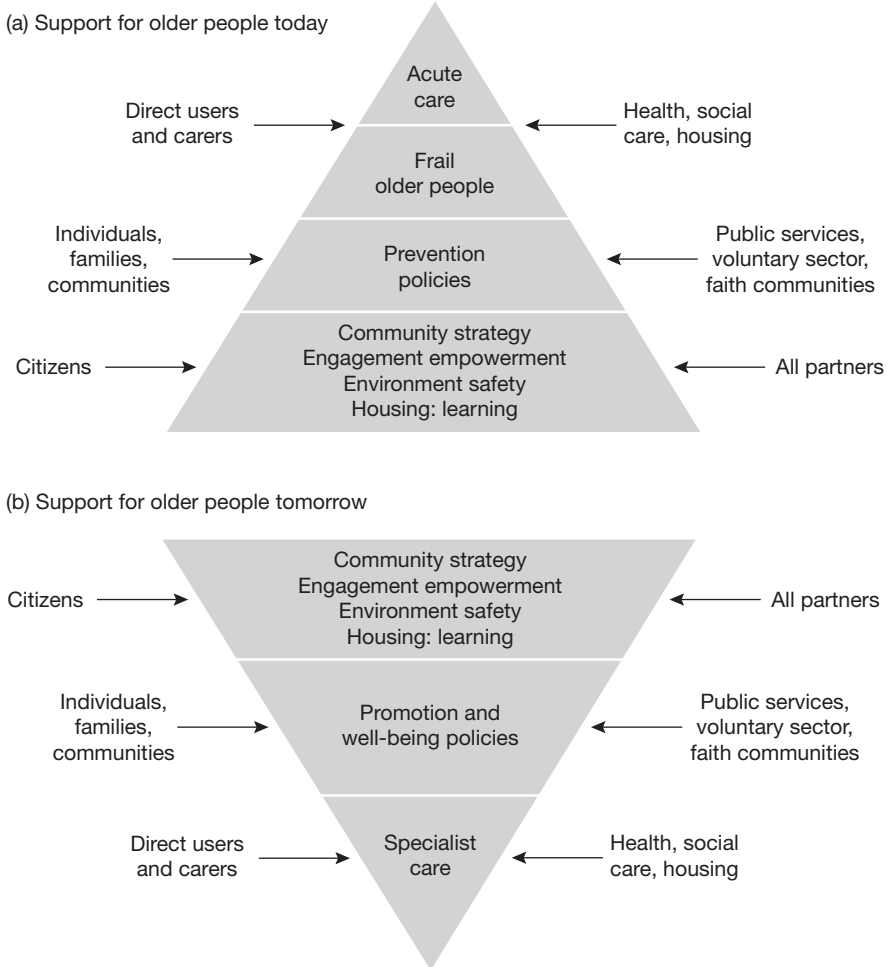 (a) Support for older people today
Acute
care
Direct users
and carers
Health, social
care, housing
Frail
older people
Individuals,
families,
communities
Prevention
policies
Public services,
voluntary sector,
faith communities
Citizens
Community strategy
Engagement empowerment
Environment safety
Housing: learning
All partners
(b) Support for older people tomorrow
Citizens
Community strategy
Engagement empowerment
Environment safety
Housing: learning
All partners
Individuals,
families,
communities
Promotion and
well-being policies
Public services,
voluntary sector,
faith communities
Direct users
and carers
Specialist
care
Health, social
care, housing